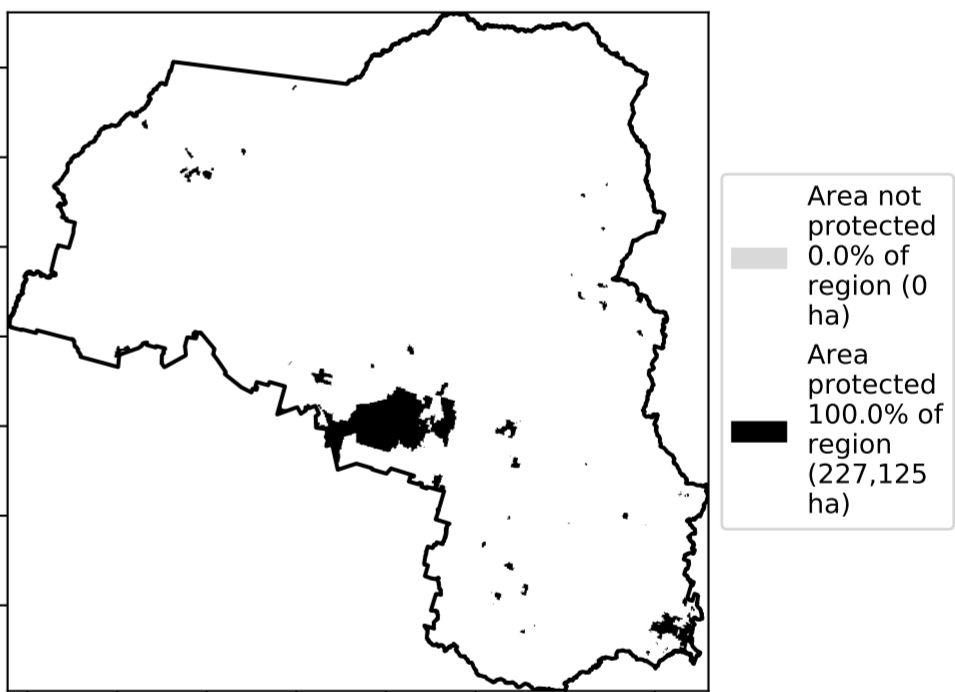 Area not
protected
0.0% of
region (0
ha)
Area
protected
100.0% of
region
(227,125
ha)